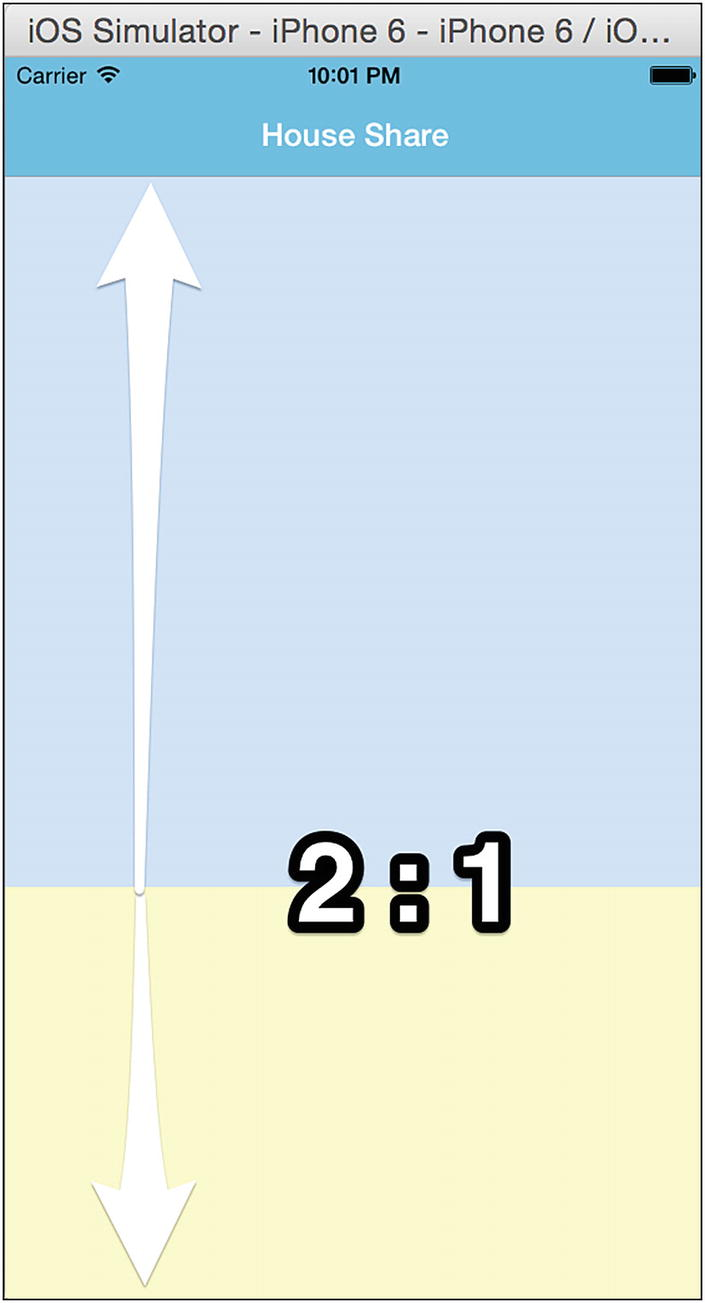 iOS Simulator - iPhone 6 - iPhone 6 / iO...
Carrier 10:01 PM
House Share
2:1